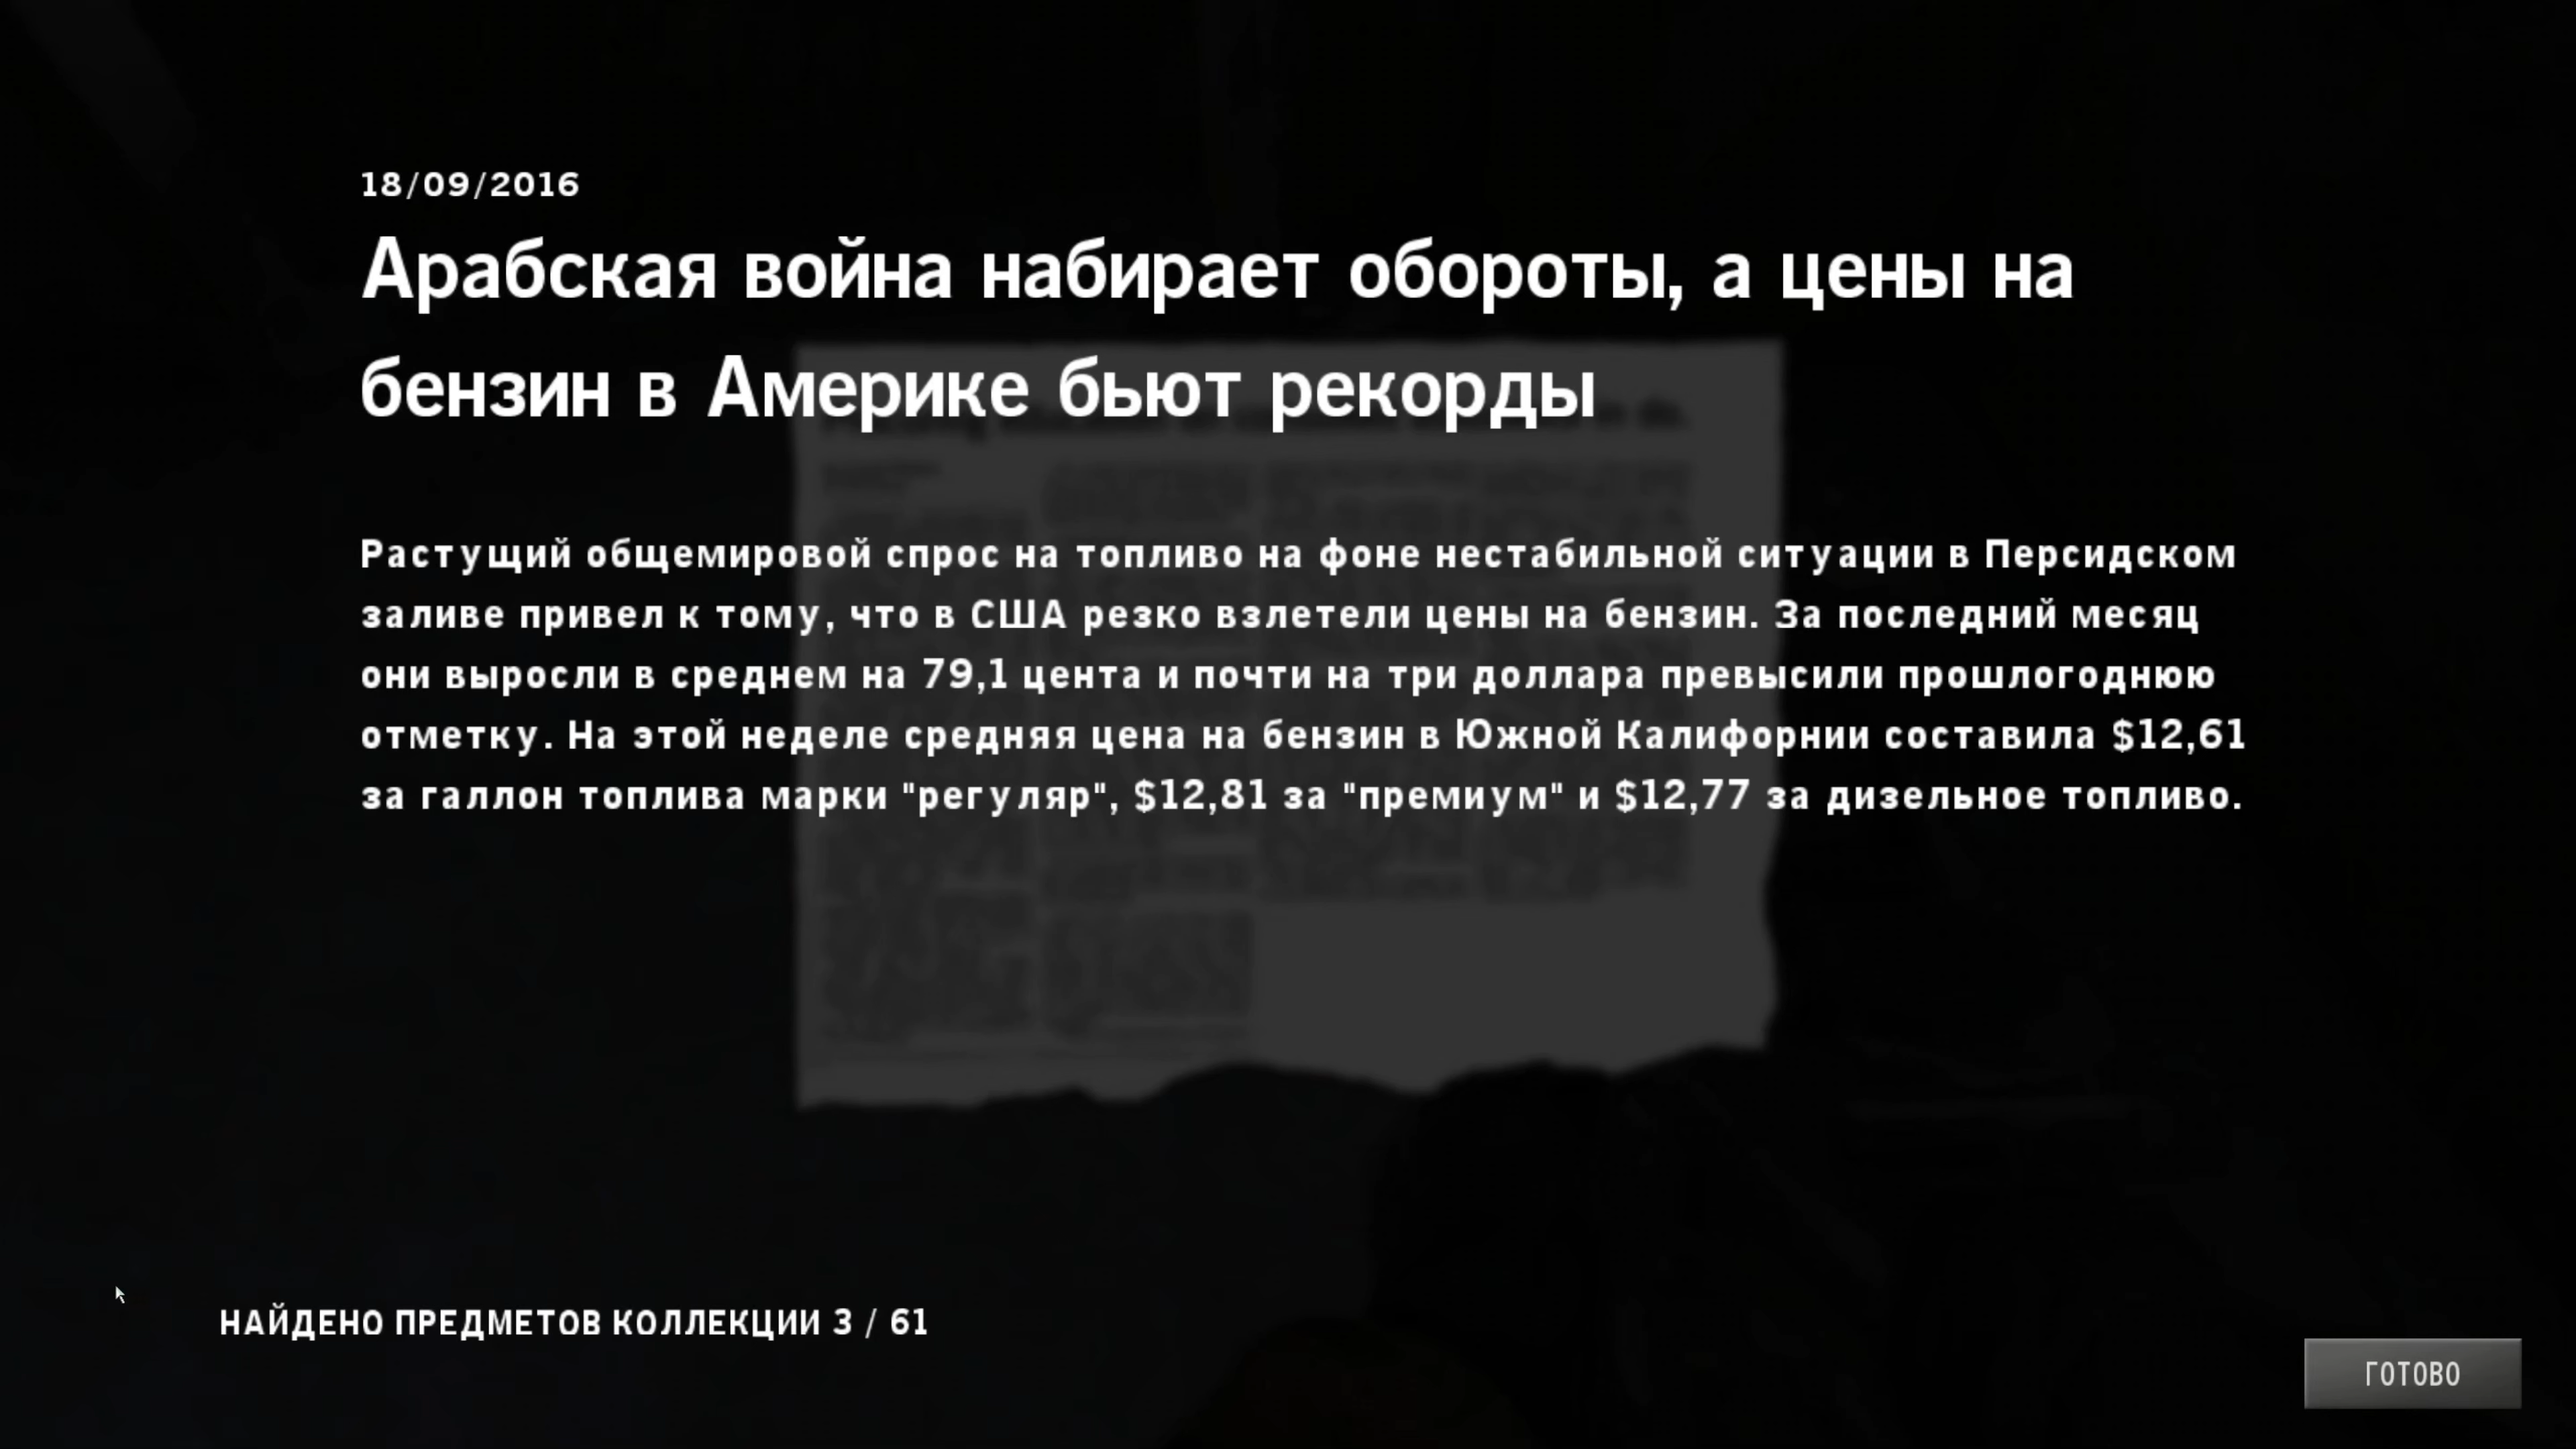 18/09/2016
Арабская война набирает обороты, а цены на
бензин в Америке бьют рекорды
Растущий общемировой спрос на топливо на фоне нестабильной ситуации в Персидском
заливе привел к тому, что в США резко взлетели цены на бензин. За последний месяц
они выросли в среднем на 79,1 цента и почти на три доллара превысили прошлогоднюю
отметку. На этой неделе средняя цена на бензин в Южной Калифорнии составила $12,61
за галлон топлива марки "регуляр", $12,81 за "премиум" и $12,77 за дизельное топливо.
НАЙДЕНО ПРЕДМЕТОВ КОЛЛЕКЦИИ 3 / 61
ГОТОВО